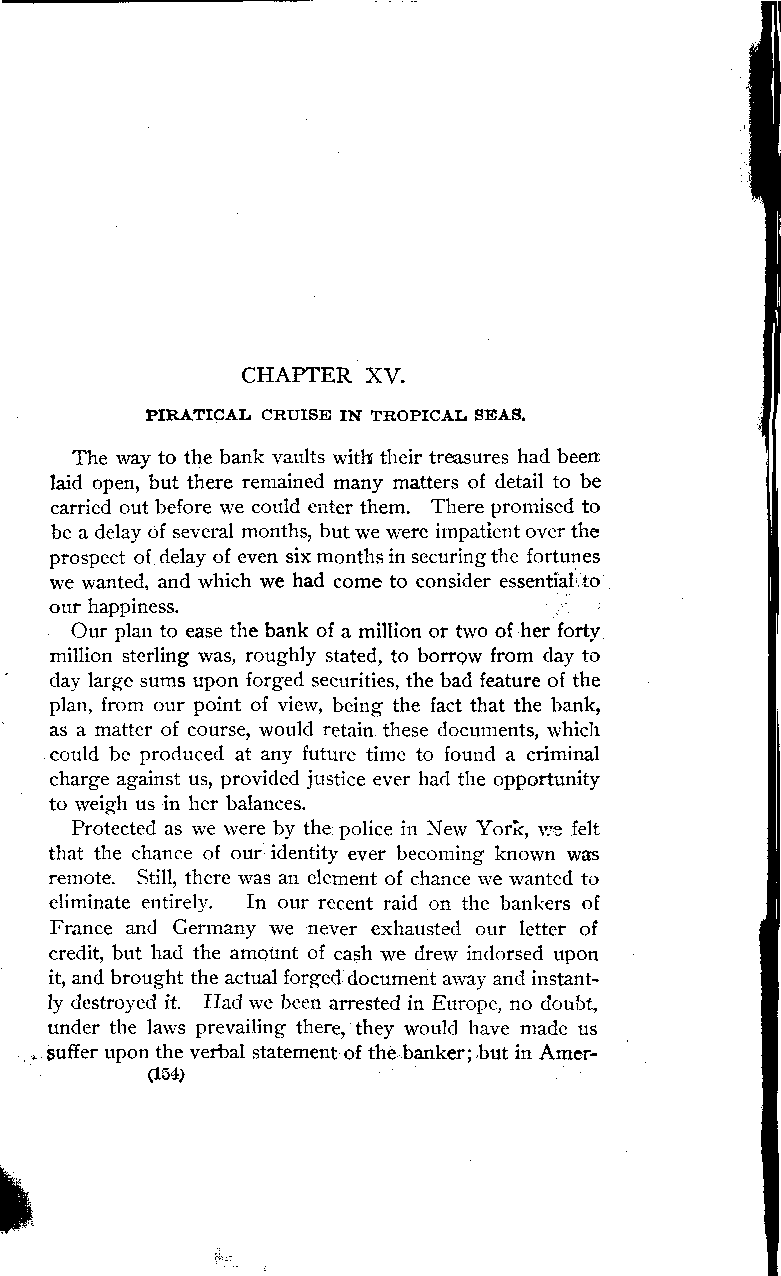 CHAPTER XV.
PIRATICAL CRUISE IN TROPICAL SEAS.
The way to the bank vaults with their treasures had been
laid open, but there remained many matters of detail to be
carried out before we could enter them. There promised to
be a delay of several months, but we were impatient over the
prospect of delay of even six months in securing the fortunes
we wanted, and which we had come to consider essential to
our happiness.
Our plan to ease the bank of a million or two of her forty
million sterling was, roughly stated, to borrow from day to
day large sums upon forged securities, the bad feature of the
plan, from our point of view, being the fact that the bank,
as a matter of course, would retain these documents, which
could be produced at any future time to found a criminal
charge against us, provided justice ever had the opportunity
to weigh us in her balances.
Protected as we were by the police in New York, we felt
that the chance of our identity ever becoming known was
remote. Still, there was an element of chance we wanted to
eliminate entirely. In our recent raid on the bankers of
France and Germany we never exhausted our letter of
credit, but had the amount of cash we drew indorsed upon
it, and brought the actual forged document away and instant-
ly destroyed it. Had we been arrested in Europe, no doubt,
under the laws prevailing there, they would have made us
suffer upon the verbal statement of the banker; but in Amer-
(154)